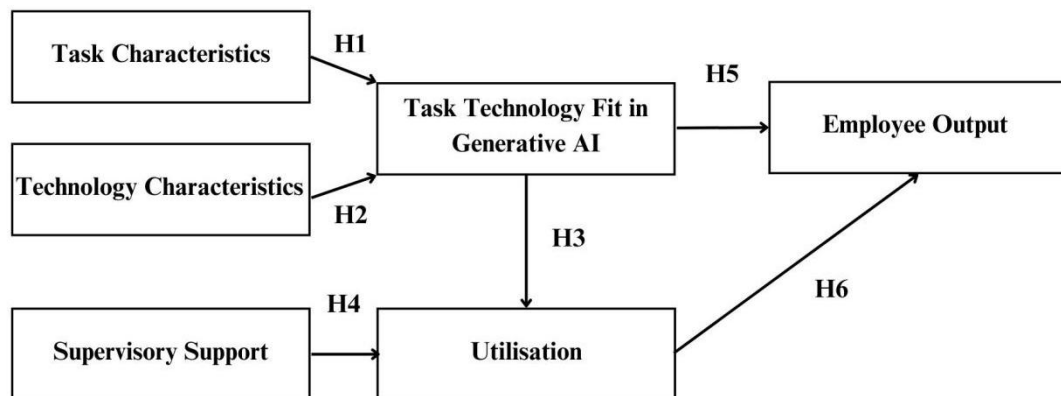 Task Characteristics
H1
Task Technology Fit in
Generative AI
H5
Employee Output
Technology Characteristics
H2
H3
H4
H6
Supervisory Support
Utilisation